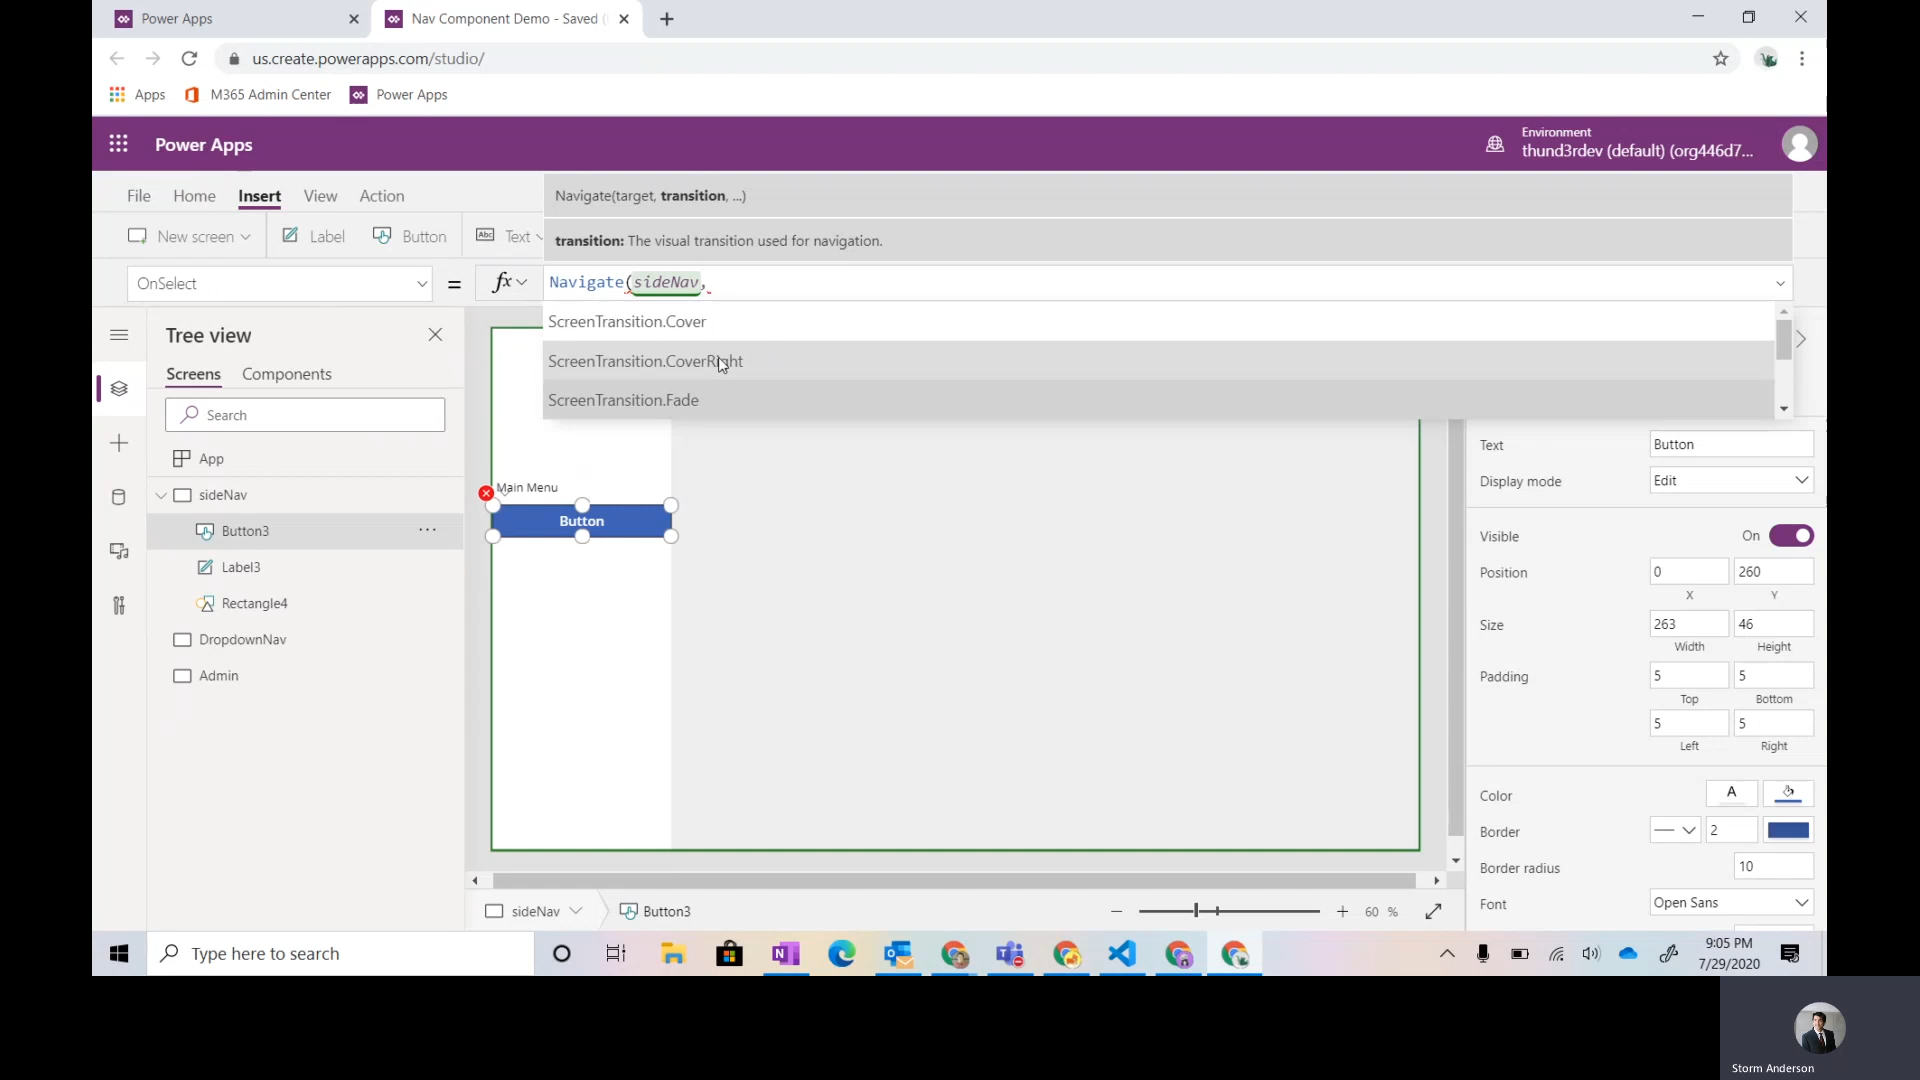 Power Apps
Nav Component Demo - Saved (
us.create.powerapps.com/studio/
Apps
M365 Admin Center
Power Apps
Power Apps
Environment
thund3rdev (default) (org446d7...
File
Home
Insert
View
Action
Navigate(target, transition, ...)
New screen
Label
Button
Abc
Text
transition: The visual transition used for navigation.
OnSelect
=
fx
Navigate(sideNav,
ScreenTransition.Cover
ScreenTransition.CoverRight
ScreenTransition.Fade
Tree view
Screens
Components
Search
App
sideNav
Button3
...
Label3
Rectangle4
DropdownNav
Admin
Main Menu
Button
Text
Button
Display mode
Edit
Visible
On
Position
0
260
X
Y
Size
263
46
Width
Height
Padding
5
5
Top
Bottom
5
5
Left
Right
Color
A
Border
2
Border radius
10
Font
Open Sans
sideNav
Button3
60 %
Type here to search
9:05 PM
7/29/2020
Storm Anderson